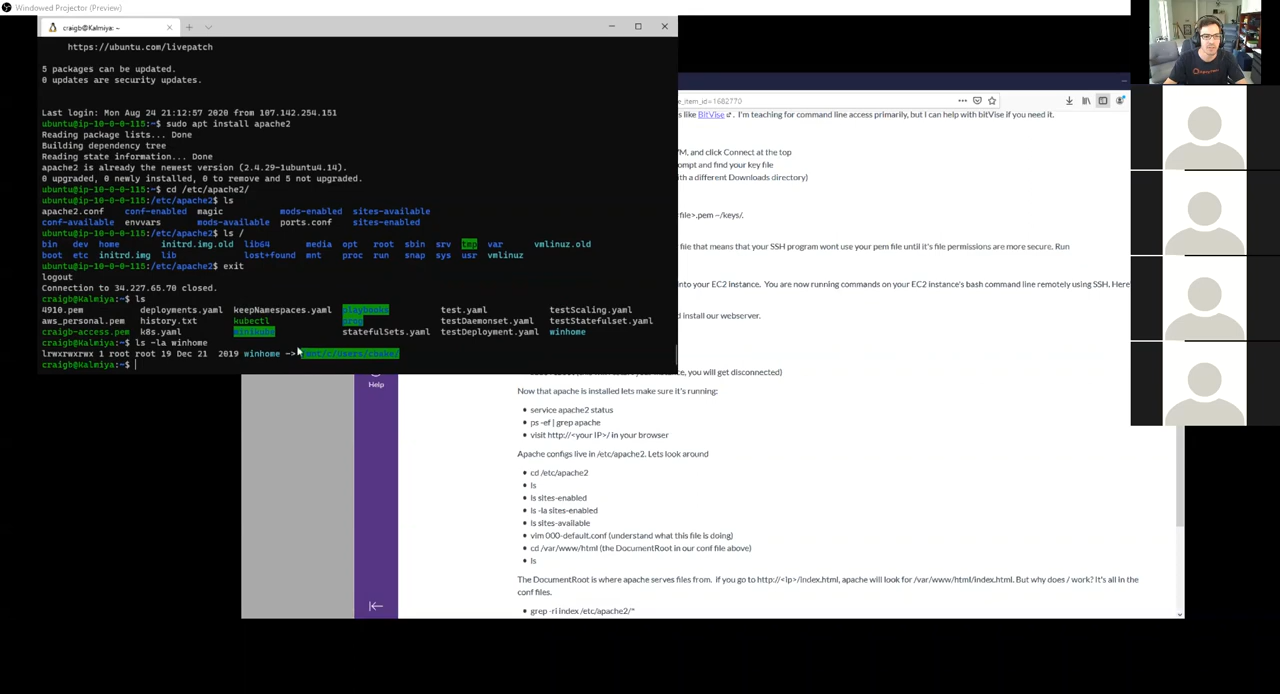 Windowed Projector (Preview)
craigb@Kalmiya: ~
https://ubuntu.com/livepatch
5 packages can be updated.
0 updates are security updates.
Last login: Mon Aug 24 21:12:57 2020 from 107.142.254.151
ubuntu@ip-10-0-0-115:~$ sudo apt install apache2
Reading package lists... Done
Building dependency tree
Reading state information... Done
apache2 is already the newest version (2.4.29-1ubuntu4.14).
0 upgraded, 0 newly installed, 0 to remove and 5 not upgraded.
ubuntu@ip-10-0-0-115:~$ cd /etc/apache2/
ubuntu@ip-10-0-0-115:/etc/apache2$ ls
apache2.conf conf-enabled magic mods-enabled sites-available
conf-available envvars mods-available ports.conf sites-enabled
ubuntu@ip-10-0-0-115:/etc/apache2$ ls /
bin dev home initrd.img.old lib64 media opt root sbin srv tmp var vmlinuz.old
boot etc initrd.img lib lost+found mnt proc run snap sys usr vmlinuz
ubuntu@ip-10-0-0-115:/etc/apache2$ exit
logout
Connection to 34.227.65.70 closed.
craigb@Kalmiya:~$ ls
4910.pem deployments.yaml keepNamespaces.yaml playbooks test.yaml testScaling.yaml
aws_personal.pem history.txt kubectl testDaemonset.yaml testStatefulset.yaml
craigb-access.pem k8s.yaml minikube statefulSets.yaml testDeployment.yaml winhome
craigb@Kalmiya:~$ ls -la winhome
lrwxrwxrwx 1 root root 19 Dec 21 2019 winhome -> /mnt/c/Users/cbake/
craigb@Kalmiya:~$
e_item_id=1682770
s like BitVise. I'm teaching for command line access primarily, but I can help with bitVise if you need it.
VM, and click Connect at the top
ompt and find your key file
with a different Downloads directory)
file>.pem ~/keys/.
file that means that your SSH program wont use your pem file until it's file permissions are more secure. Run
into your EC2 instance. You are now running commands on your EC2 instance's bash command line remotely using SSH. Here'
d install our webserver.
, you will get disconnected)
Help
Now that apache is installed lets make sure it's running:
• service apache2 status
• ps -ef | grep apache
• visit http://<your IP>/ in your browser
Apache configs live in /etc/apache2. Lets look around
• cd /etc/apache2
• ls
• ls sites-enabled
• ls -la sites-enabled
• ls sites-available
• vim 000-default.conf (understand what this file is doing)
• cd /var/www/html (the DocumentRoot in our conf file above)
• ls
The DocumentRoot is where apache serves files from. if you go to http://<ip>/index.html, apache will look for /var/www/html/index.html. But why does / work? It's all in the
conf files.
• grep -ri index /etc/apache2/*